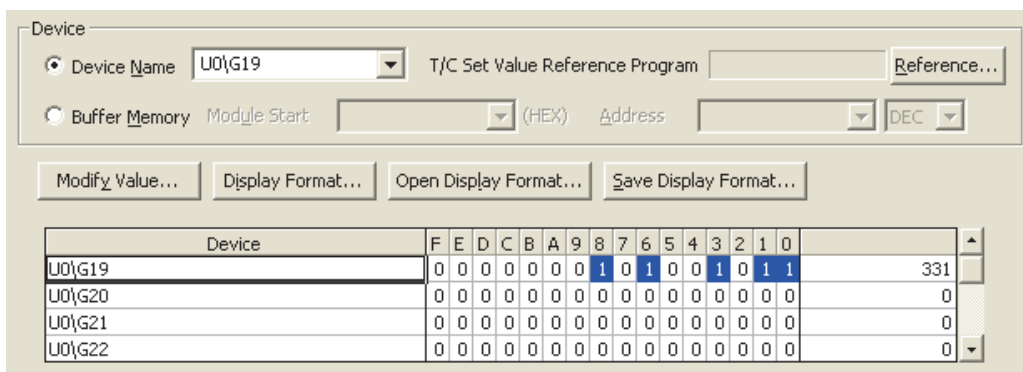 Device
Device Name U0\G19 T/C Set Value Reference Program Reference...
Buffer Memory Module Start (HEX) Address DEC
Modify Value... Display Format... Open Display Format... Save Display Format...
Device F E D C B A 9 8 7 6 5 4 3 2 1 0
U0\G19 0 0 0 0 0 0 0 1 0 1 0 0 1 0 1 1 331
U0\G20 0 0 0 0 0 0 0 0 0 0 0 0 0 0 0 0 0
U0\G21 0 0 0 0 0 0 0 0 0 0 0 0 0 0 0 0 0
U0\G22 0 0 0 0 0 0 0 0 0 0 0 0 0 0 0 0 0